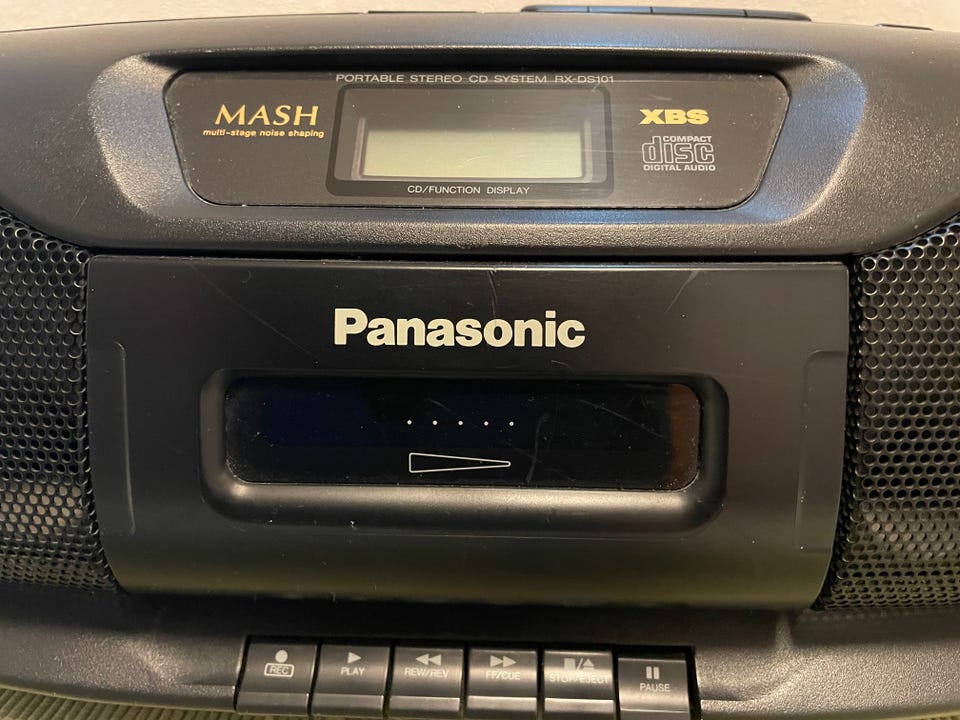 PORTABLE STEREO CD SYSTEM RX-DS101
MASH
multi-stage noise shaping
XBS
COMPACT
disc
DIGITAL AUDIO
CD/FUNCTION DISPLAY
Panasonic
REC
PLAY
REW/REV
FF/CUE
STOP/EJECT
PAUSE